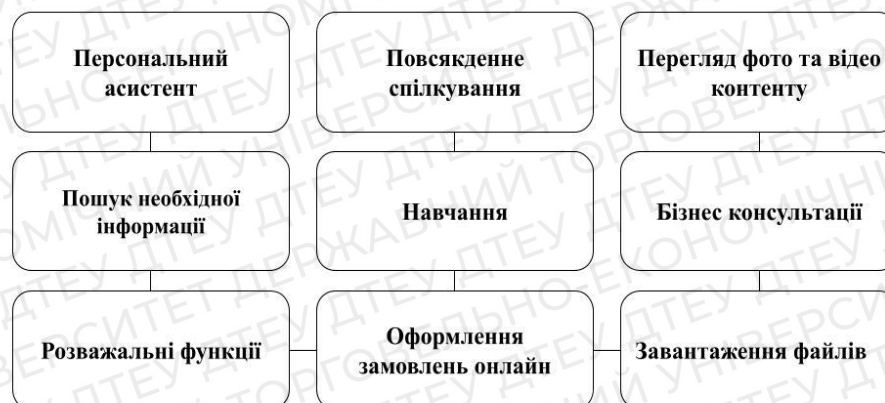 Персональний
асистент
Повсякденне
спілкування
Перегляд фото та відео
контенту
Пошук необхідної
інформації
Навчання
Бізнес консультації
Розважальні функції
Оформлення
замовлень онлайн
Завантаження файлів